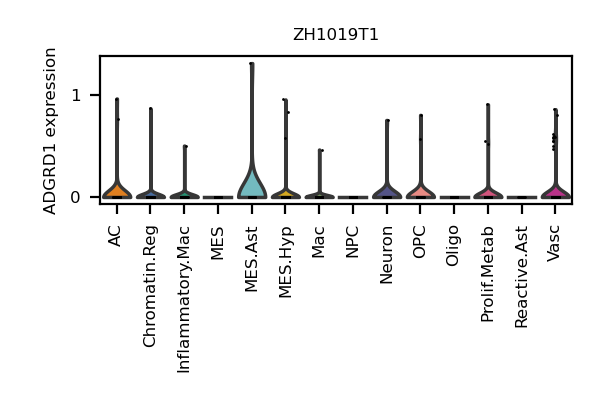 ZH1019T1
ADGRD1 expression
1
0
AC
Chromatin.Reg
Inflammatory.Mac
MES
MES.Ast
MES.Hyp
Mac
NPC
Neuron
OPC
Oligo
Prolif.Metab
Reactive.Ast
Vasc